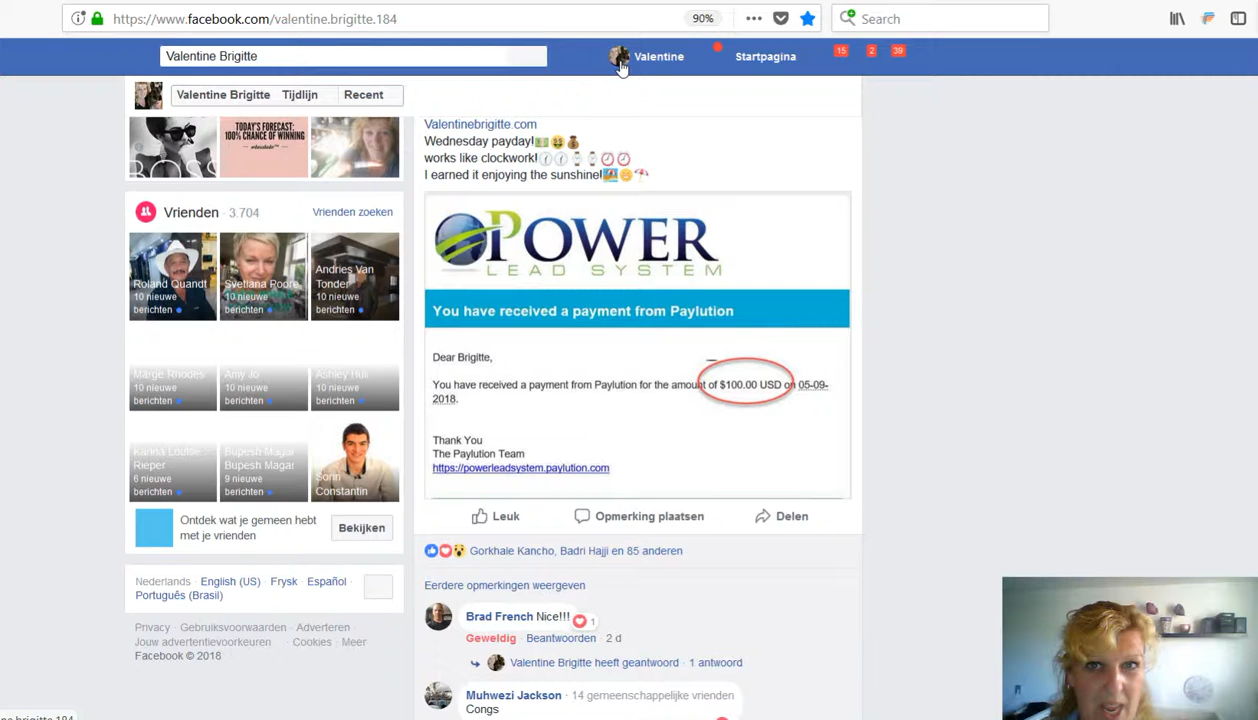 https://www.facebook.com/valentine.brigitte.184
90%
Search
Valentine Brigitte
Valentine
Startpagina
15
2
39
Valentine Brigitte
Tijdlijn
Recent
BOSS
TODAY'S FORECAST:
100% CHANCE OF
WINNING
Vrienden · 3.704
Vrienden zoeken
Roland Quandt
10 nieuwe
berichten
Svetlana Poore
10 nieuwe
berichten
Andries Van
Tonder
10 nieuwe
berichten
Marge Rhodes
10 nieuwe
berichten
Amy Jo
10 nieuwe
berichten
Ashley Hull
10 nieuwe
berichten
Karina Louise
Rieper
6 nieuwe
berichten
Bupesh Magar
Bupesh Magar
9 nieuwe
berichten
Sorin
Constantin
Ontdek wat je gemeen hebt
met je vrienden
Bekijken
Nederlands · English (US) · Frysk · Español ·
Português (Brasil)
Privacy · Gebruiksvoorwaarden · Adverteren ·
Jouw advertentievoorkeuren · Cookies · Meer
Facebook © 2018
Valentinebrigitte.com
Wednesday payday!💵🤑💰
works like clockwork!🕜🕜⌚⌚⏰⏰
I earned it enjoying the sunshine!🏖🌞⛱
POWER
LEAD SYSTEM
You have received a payment from Paylution
Dear Brigitte,
You have received a payment from Paylution for the amount of $100.00 USD on 05-09-
2018.
Thank You
The Paylution Team
https://powerleadsystem.paylution.com
Leuk
Opmerking plaatsen
Delen
Gorkhale Kancho, Badri Hajji en 85 anderen
Eerdere opmerkingen weergeven
Brad French Nice!!!
1
Geweldig · Beantwoorden · 2 d
Valentine Brigitte heeft geantwoord · 1 antwoord
Muhwezi Jackson · 14 gemeenschappelijke vrienden
Congs
ne.brigitte.184